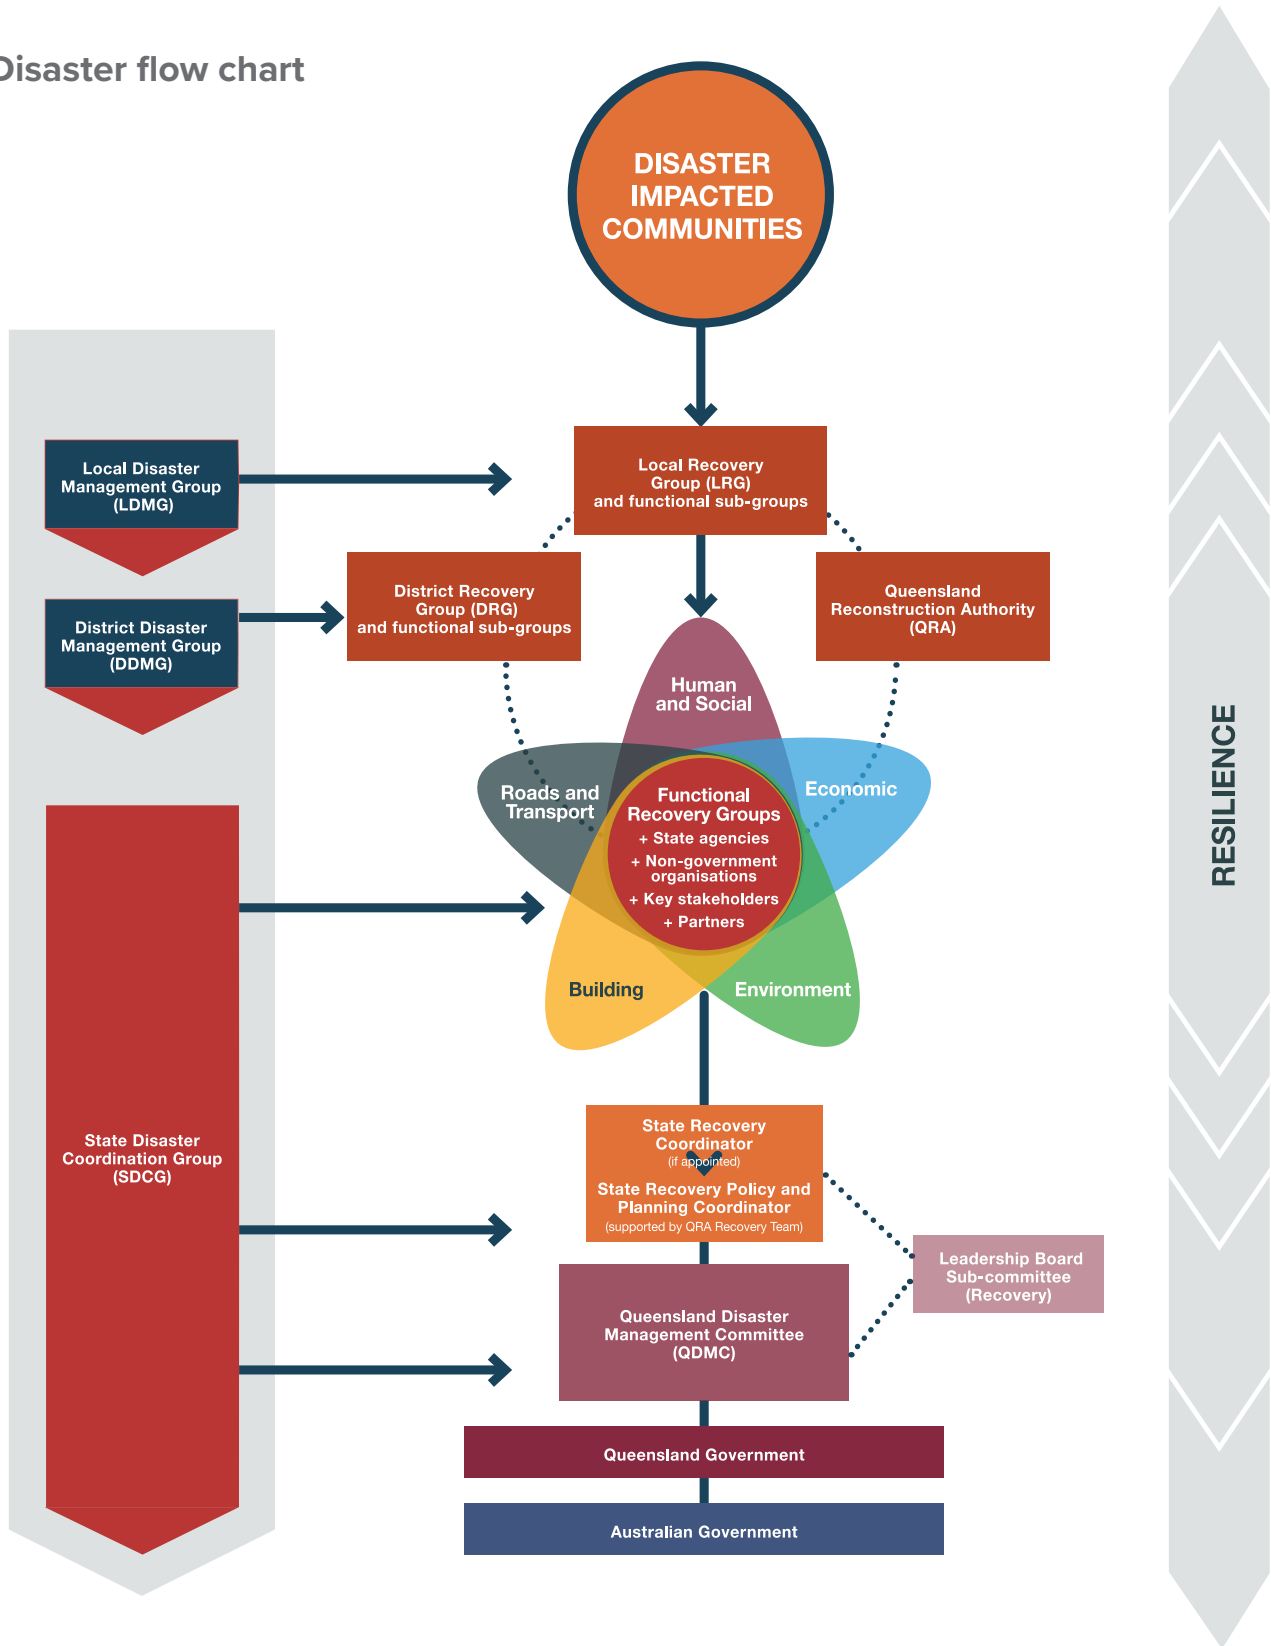 Disaster flow chart
DISASTER
IMPACTED
COMMUNITIES
Local Disaster
Management Group
(LDMG)
Local Recovery
Group (LRG)
and functional sub-groups
District Disaster
Management Group
(DDMG)
District Recovery
Group (DRG)
and functional sub-groups
Queensland
Reconstruction Authority
(QRA)
Human
and Social
Roads and
Transport
Economic
Functional
Recovery Groups
+ State agencies
+ Non-government
organisations
+ Key stakeholders
+ Partners
Building
Environment
State Disaster
Coordination Group
(SDCG)
State Recovery
Coordinator
(if appointed)
State Recovery Policy and
Planning Coordinator
(supported by QRA Recovery Team)
Leadership Board
Sub-committee
(Recovery)
Queensland Disaster
Management Committee
(QDMC)
Queensland Government
Australian Government
RESILIENCE